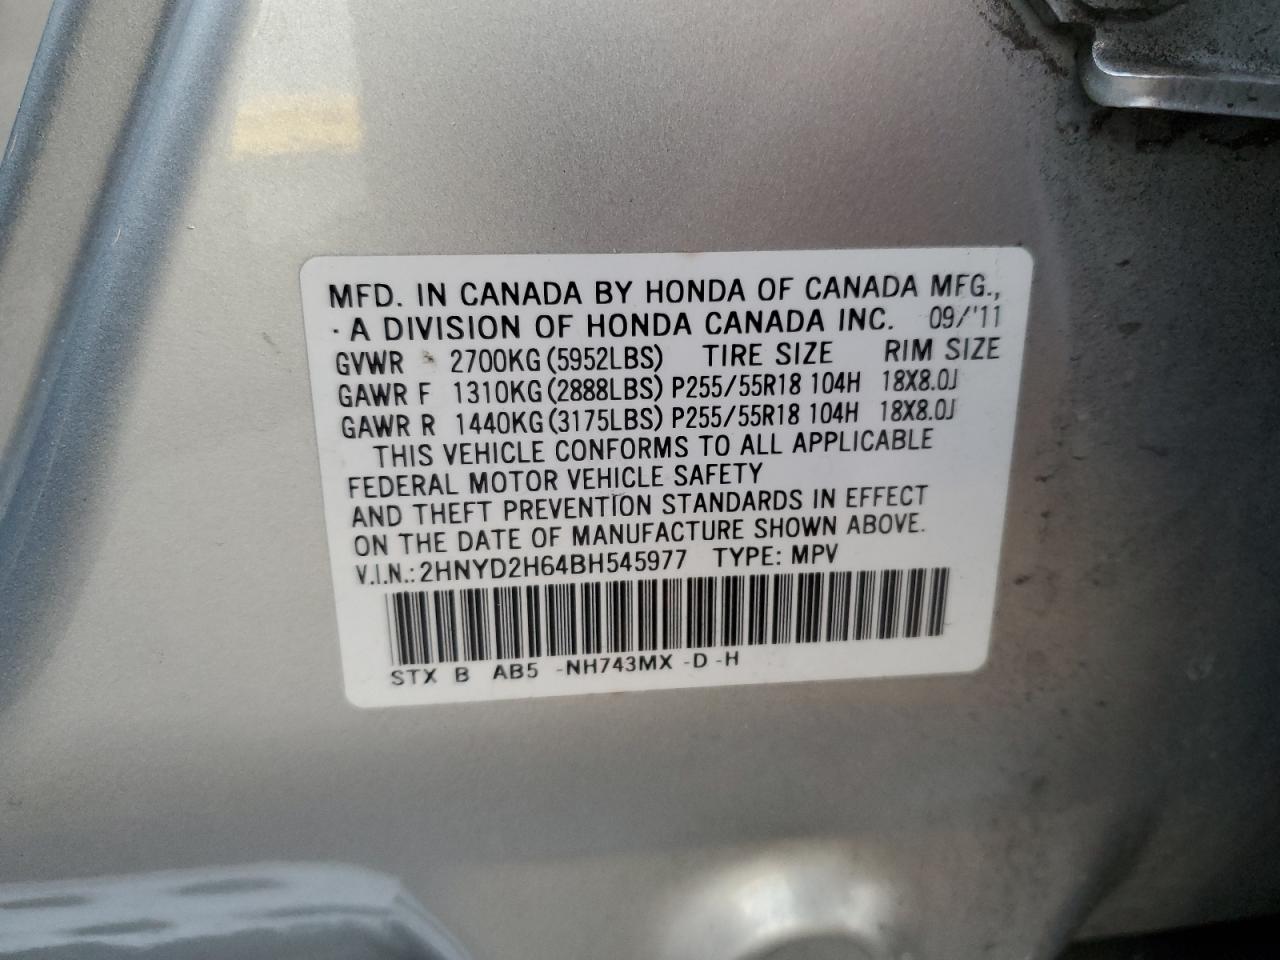 MFD. IN CANADA BY HONDA OF CANADA MFG.,
A DIVISION OF HONDA CANADA INC. 09/'11
GVWR 2700KG(5952LBS) TIRE SIZE RIM SIZE
GAWR F 1310KG(2888LBS) P255/55R18 104H 18X8.0J
GAWR R 1440KG(3175LBS) P255/55R18 104H 18X8.0J
THIS VEHICLE CONFORMS TO ALL APPLICABLE
FEDERAL MOTOR VEHICLE SAFETY
AND THEFT PREVENTION STANDARDS IN EFFECT
ON THE DATE OF MANUFACTURE SHOWN ABOVE.
V.I.N.: 2HNYD2H64BH545977 TYPE: MPV
STX B AB5 -NH743MX -D -H